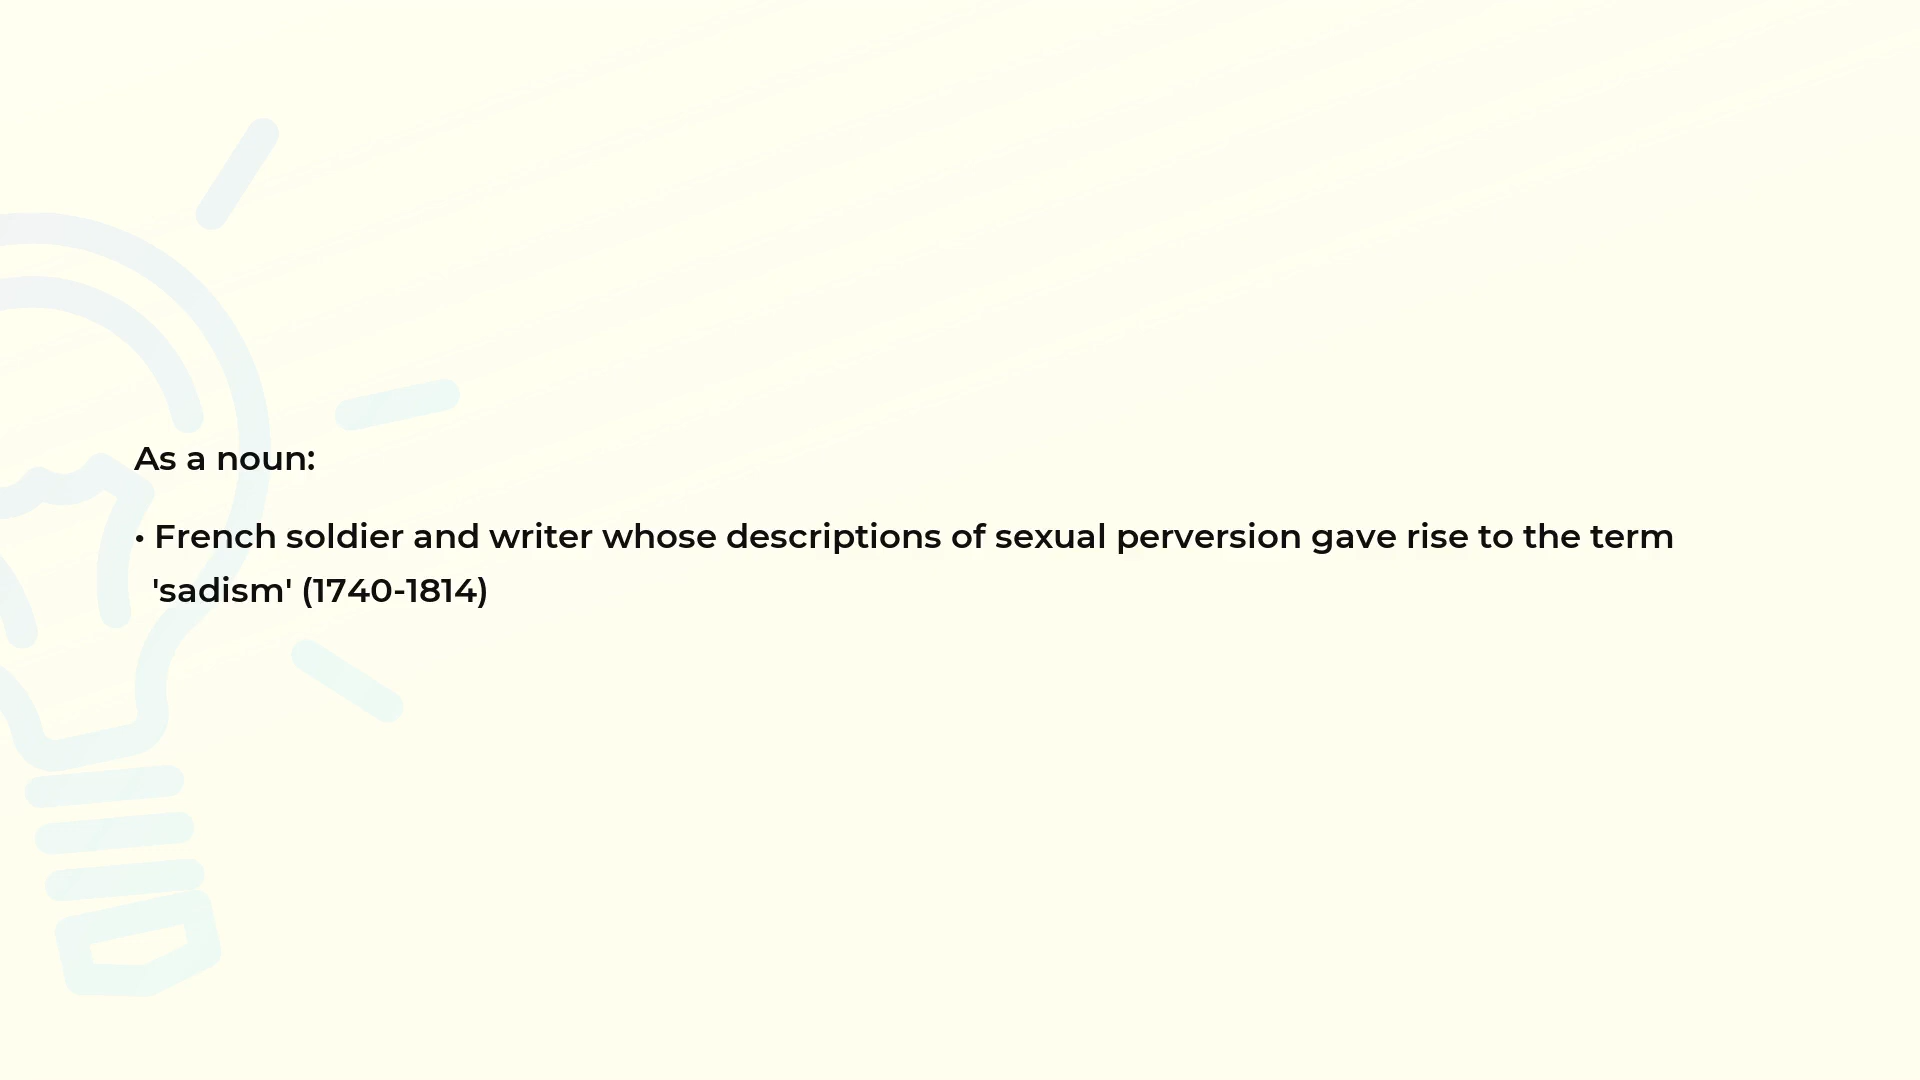 As a noun:
• French soldier and writer whose descriptions of sexual perversion gave rise to the term
'sadism' (1740-1814)